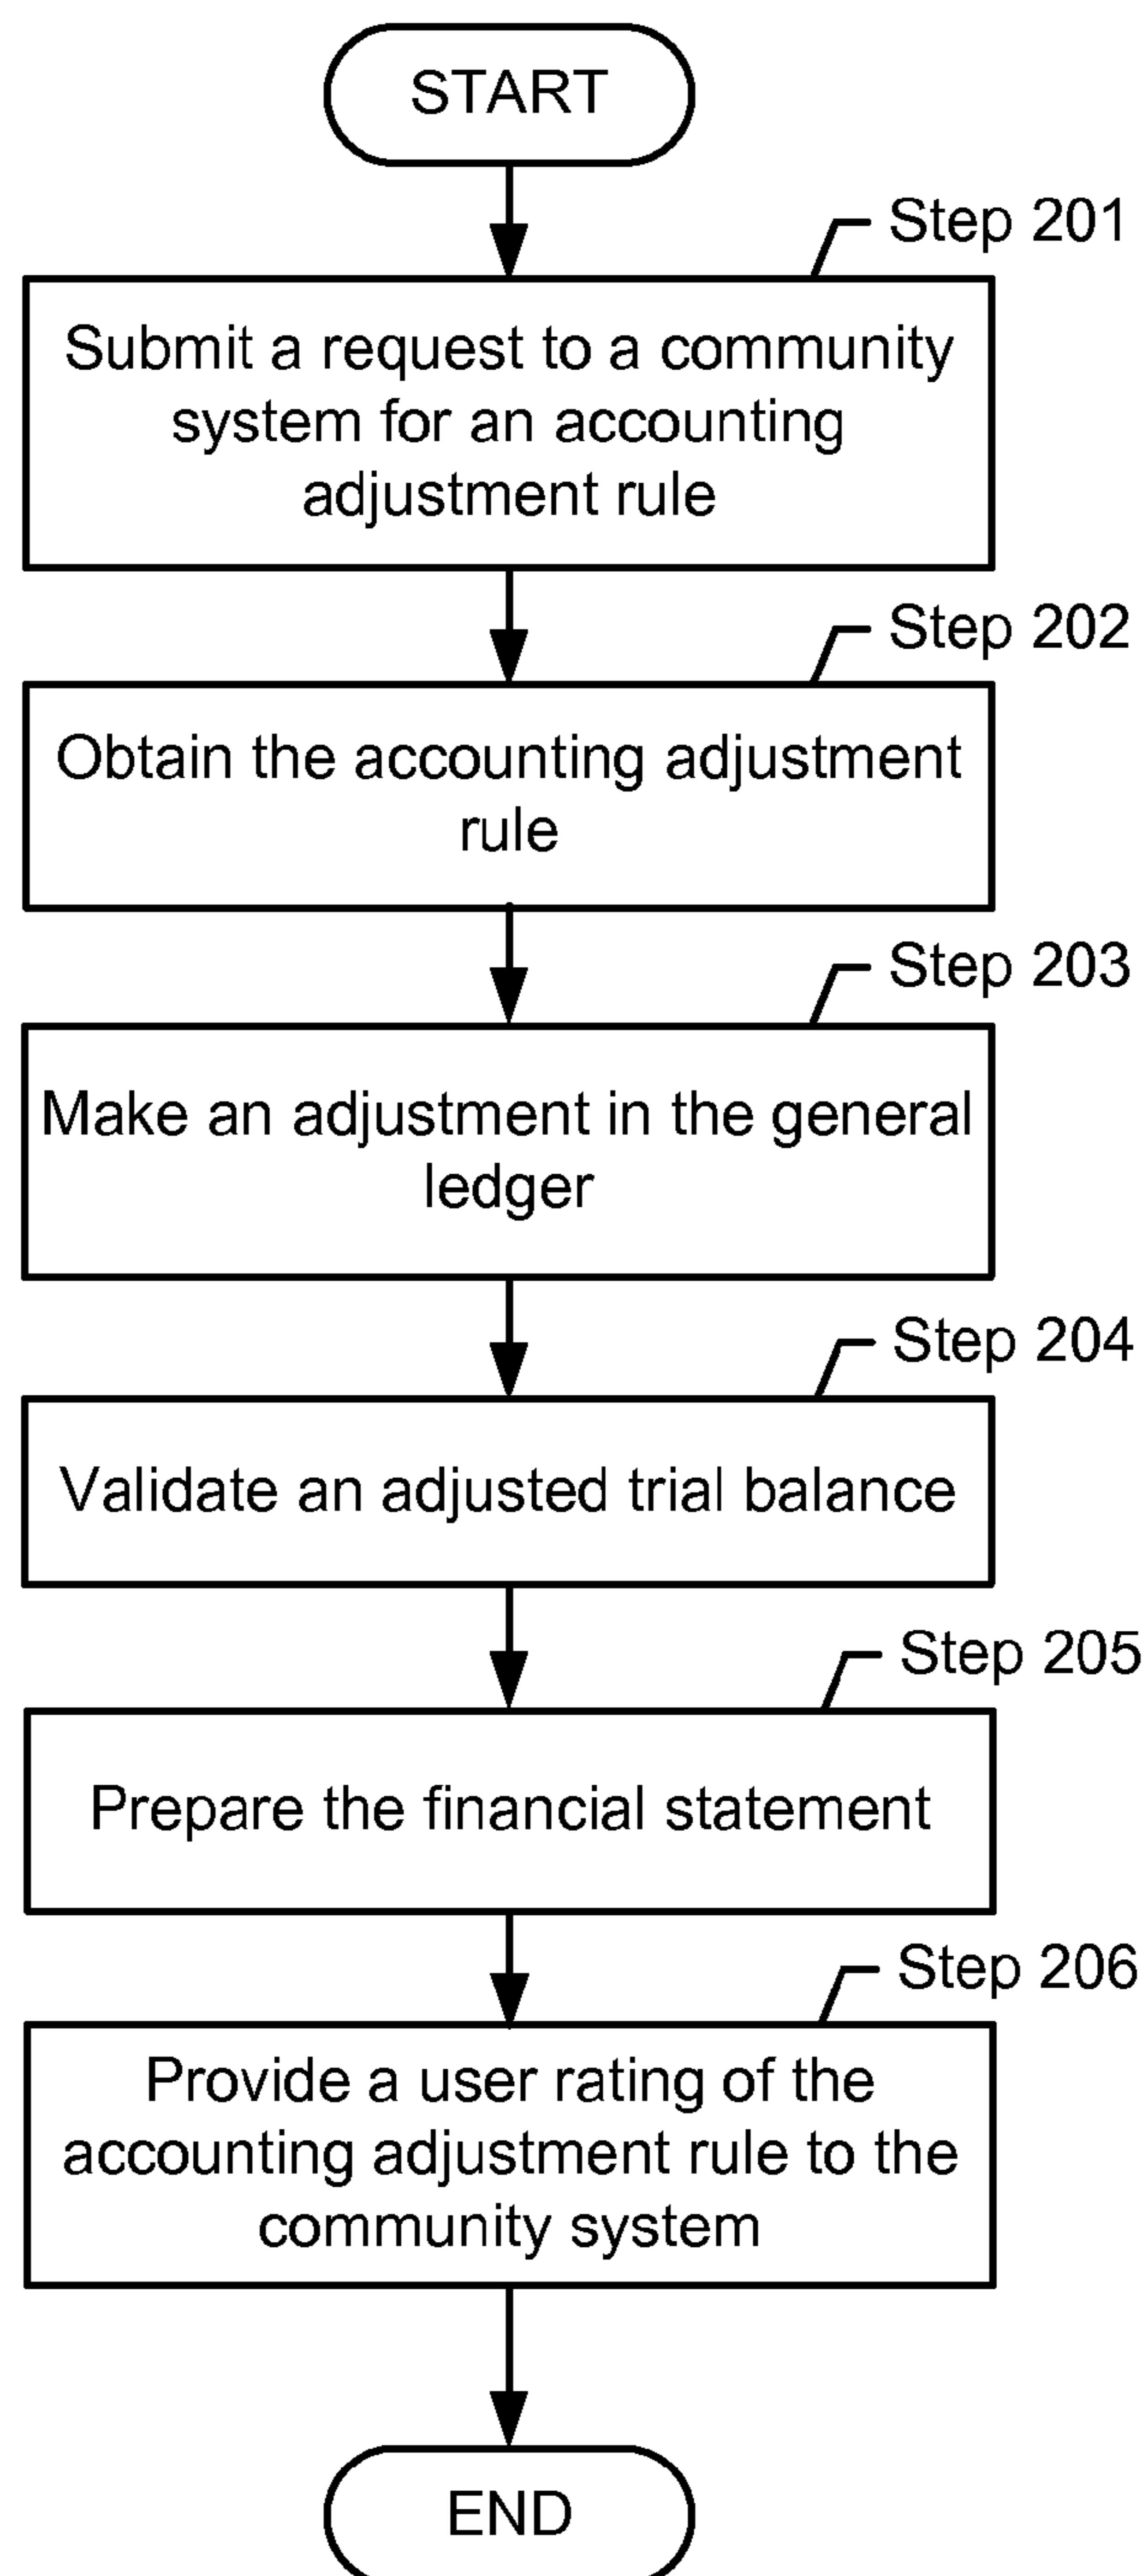 START
Step 201
Submit a request to a community
system for an accounting
adjustment rule
Step 202
Obtain the accounting adjustment
rule
Step 203
Make an adjustment in the general
ledger
Step 204
Validate an adjusted trial balance
Step 205
Prepare the financial statement
Step 206
Provide a user rating of the
accounting adjustment rule to the
community system
END